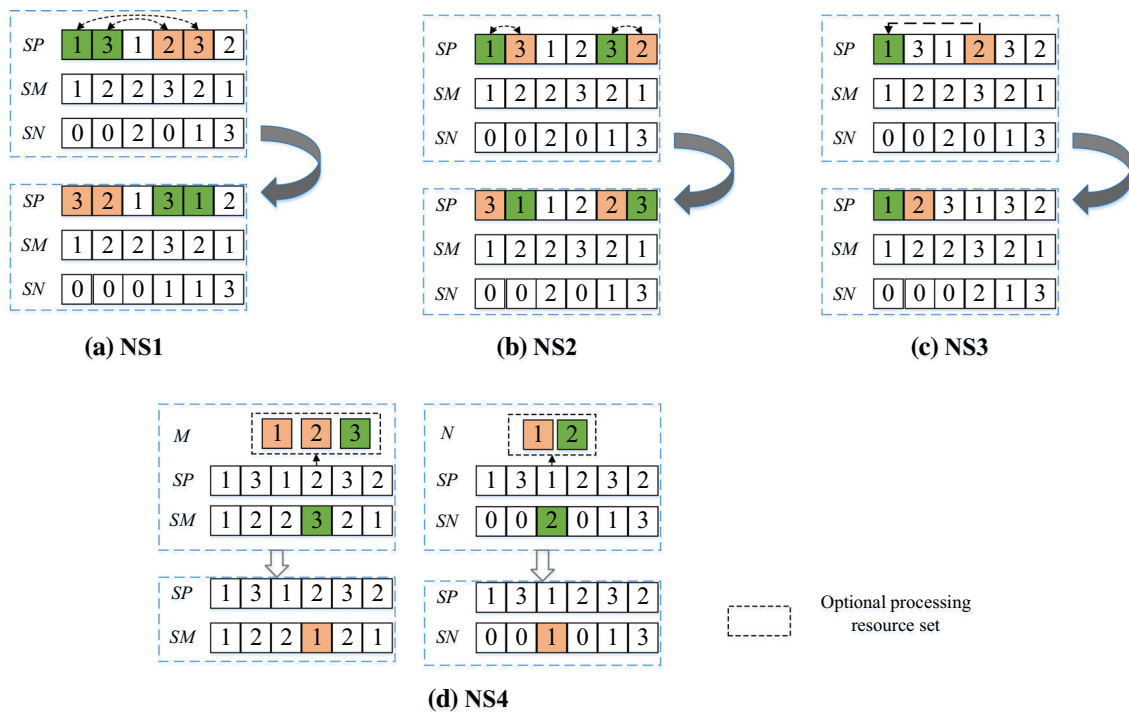 SP 1 3 1 2 3 2
SM 1 2 2 3 2 1
SN 0 0 2 0 1 3
SP 3 2 1 3 1 2
SM 1 2 2 3 2 1
SN 0 0 0 1 1 3
(a) NS1
SP 1 3 1 2 3 2
SM 1 2 2 3 2 1
SN 0 0 2 0 1 3
SP 3 1 1 2 2 3
SM 1 2 2 3 2 1
SN 0 0 2 0 1 3
(b) NS2
SP 1 3 1 2 3 2
SM 1 2 2 3 2 1
SN 0 0 2 0 1 3
SP 1 2 3 1 3 2
SM 1 2 2 3 2 1
SN 0 0 0 2 1 3
(c) NS3
M 1 2 3
SP 1 3 1 2 3 2
SM 1 2 2 3 2 1
SP 1 3 1 2 3 2
SM 1 2 2 1 2 1
N 1 2
SP 1 3 1 2 3 2
SN 0 0 2 0 1 3
SP 1 3 1 2 3 2
SN 0 0 1 0 1 3
Optional processing
resource set
(d) NS4